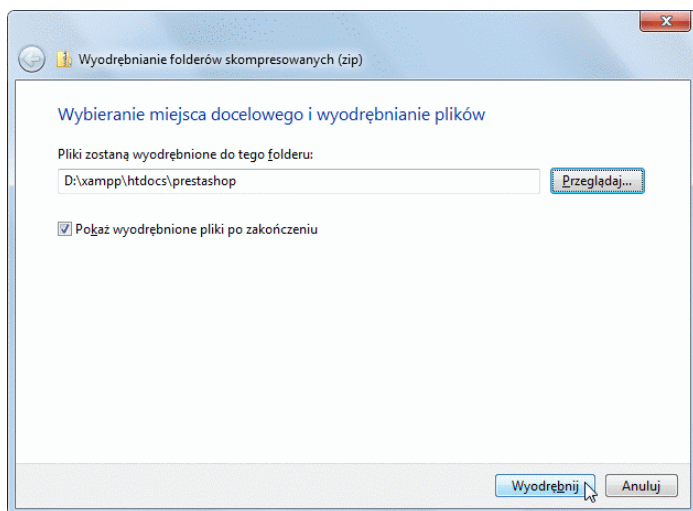 Wyodrębnianie folderów skompresowanych (zip)
Wybieranie miejsca docelowego i wyodrębnianie plików
Pliki zostaną wyodrębnione do tego folderu:
D:\xampp\htdocs\prestashop
Przeglądaj...
Pokaż wyodrębnione pliki po zakończeniu
Wyodrębnij
Anuluj